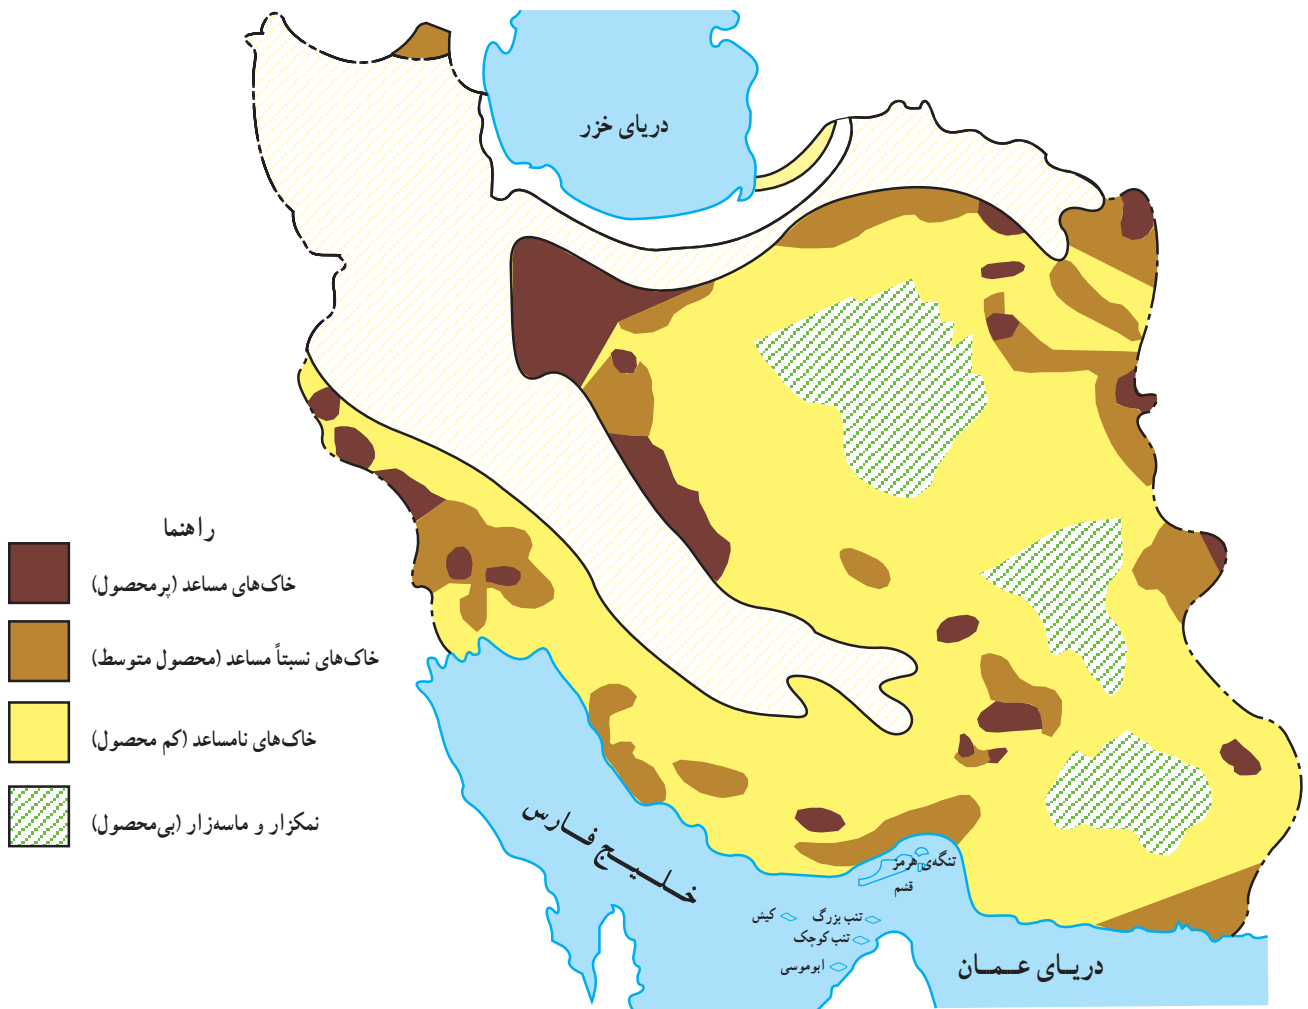 دریای خزر
راهنما
خاک‌های مساعد (پرمحصول)
خاک‌های نسبتاً مساعد (محصول متوسط)
خاک‌های نامساعد (کم محصول)
نمکزار و ماسه‌زار (بی‌محصول)
خلیج فارس
تنگه‌ی هرمز
قشم
کیش
تنب بزرگ
تنب کوچک
ابوموسی
دریای عمان